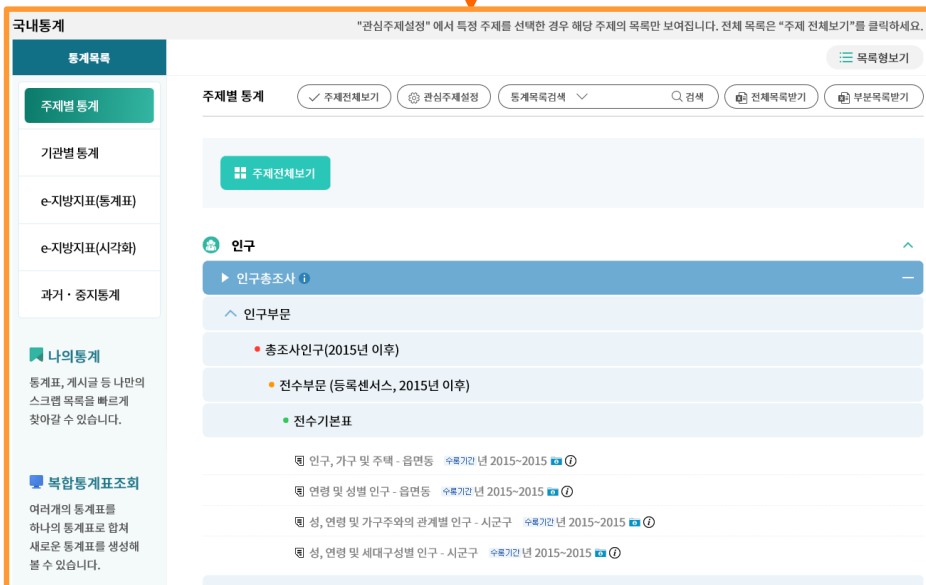 국내통계
"관심주제설정" 에서 특정 주제를 선택한 경우 해당 주제의 목록만 보여집니다. 전체 목록은 “주제 전체보기”를 클릭하세요.
통계목록
목록형보기
주제별 통계
기관별 통계
e-지방지표(통계표)
e-지방지표(시각화)
과거・중지통계
나의통계
통계표, 게시글 등 나만의
스크랩 목록을 빠르게
찾아갈 수 있습니다.
복합통계표조회
여러개의 통계표를
하나의 통계표로 합쳐
새로운 통계표를 생성해
볼 수 있습니다.
주제별 통계 주제전체보기 관심주제설정 통계목록검색 검색 전체목록받기 부분목록받기
주제전체보기
인구
인구총조사
인구부문
총조사인구(2015년 이후)
전수부문 (등록센서스, 2015년 이후)
전수기본표
인구, 가구 및 주택 - 읍면동 수록기간 년 2015~2015
연령 및 성별 인구 - 읍면동 수록기간 년 2015~2015
성, 연령 및 가구주와의 관계별 인구 - 시군구 수록기간 년 2015~2015
성, 연령 및 세대구성별 인구 - 시군구 수록기간 년 2015~2015